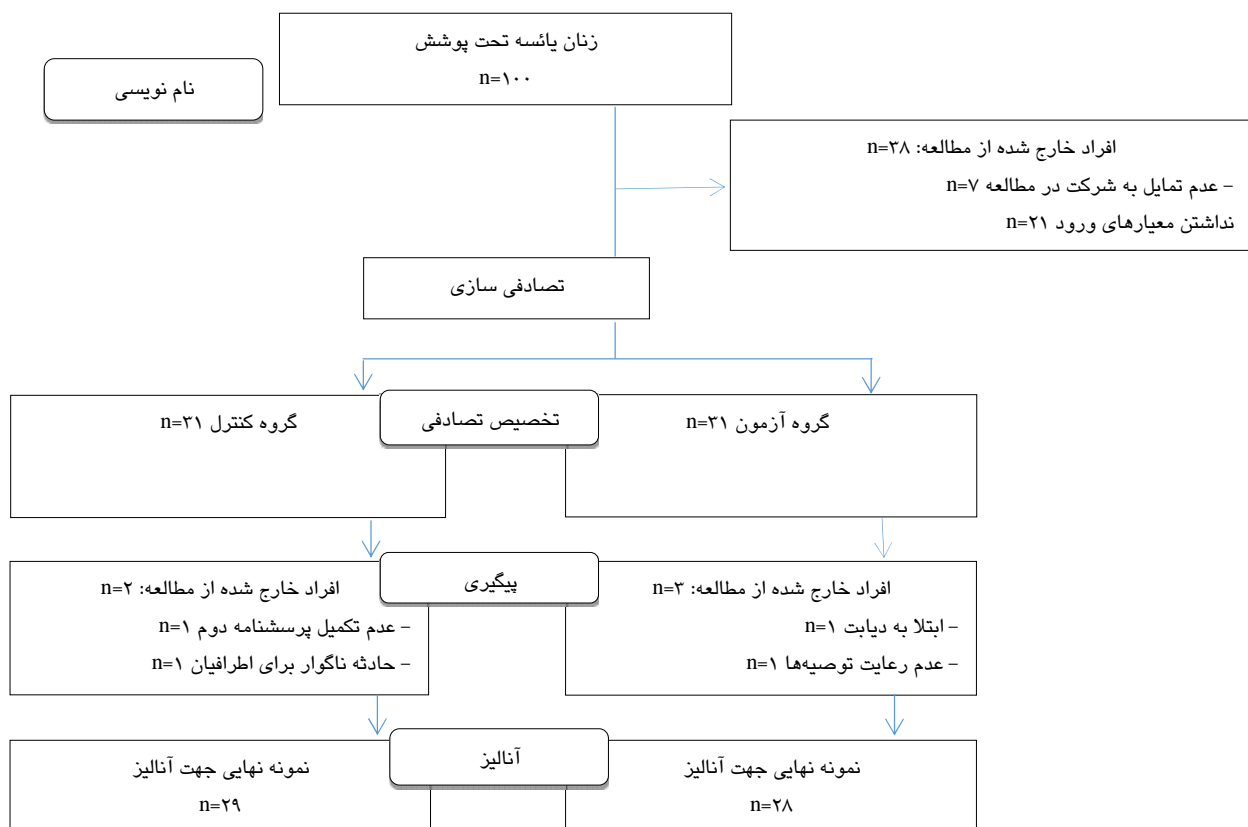 زنان یائسه تحت پوشش
n=۱۰۰
نام نویسی
افراد خارج شده از مطالعه: n=۳۸
- عدم تمایل به شرکت در مطالعه n=۷
نداشتن معیارهای ورود n=۲۱
تصادفی سازی
گروه آزمون n=۳۱
تخصیص تصادفی
گروه کنترل n=۳۱
افراد خارج شده از مطالعه: n=۳
- ابتلا به دیابت n=۱
- عدم رعایت توصیه‌ها n=۱
پیگیری
افراد خارج شده از مطالعه: n=۲
- عدم تکمیل پرسشنامه دوم n=۱
- حادثه ناگوار برای اطرافیان n=۱
نمونه نهایی جهت آنالیز
n=۲۸
آنالیز
نمونه نهایی جهت آنالیز
n=۲۹